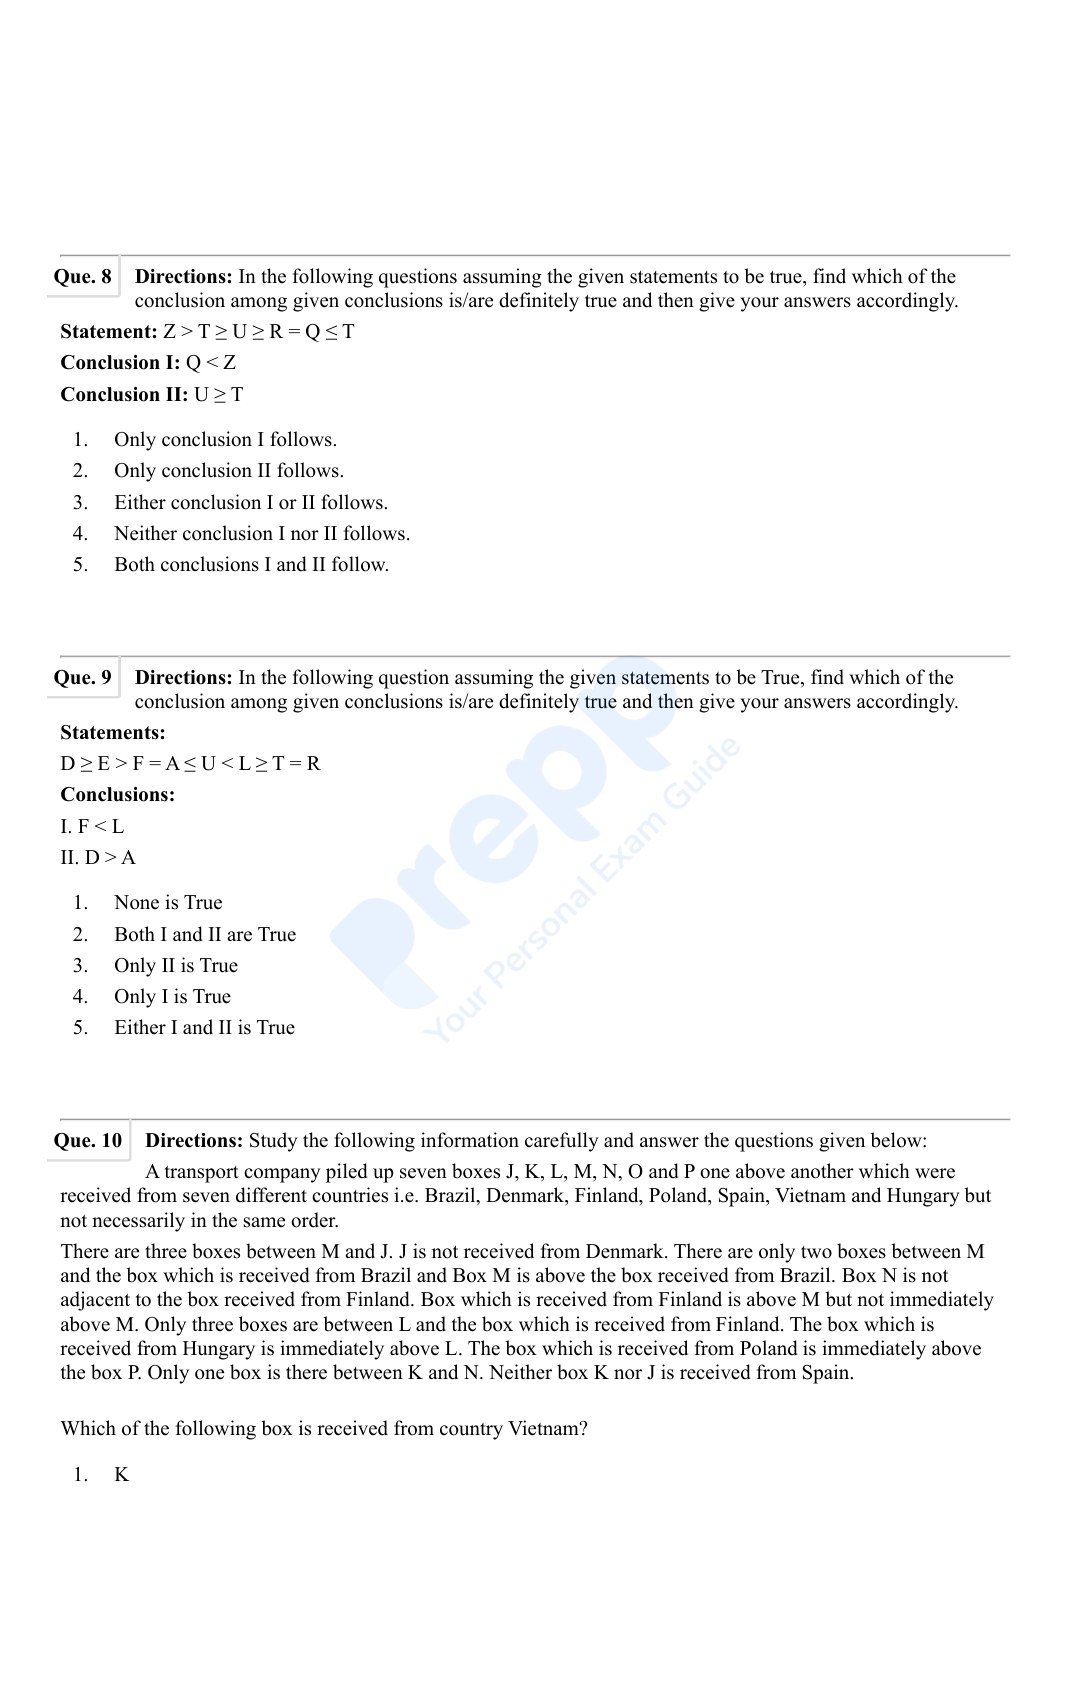 Que. 8 Directions: In the following questions assuming the given statements to be true, find which of the
conclusion among given conclusions is/are definitely true and then give your answers accordingly.
Statement: Z > T ≥ U ≥ R = Q ≤ T
Conclusion I: Q < Z
Conclusion II: U ≥ T
1. Only conclusion I follows.
2. Only conclusion II follows.
3. Either conclusion I or II follows.
4. Neither conclusion I nor II follows.
5. Both conclusions I and II follow.
Que. 9 Directions: In the following question assuming the given statements to be True, find which of the
conclusion among given conclusions is/are definitely true and then give your answers accordingly.
Statements:
D ≥ E > F = A ≤ U < L ≥ T = R
Conclusions:
I. F < L
II. D > A
1. None is True
2. Both I and II are True
3. Only II is True
4. Only I is True
5. Either I and II is True
prepp
Your Personal Exam Guide
Que. 10 Directions: Study the following information carefully and answer the questions given below:
A transport company piled up seven boxes J, K, L, M, N, O and P one above another which were
received from seven different countries i.e. Brazil, Denmark, Finland, Poland, Spain, Vietnam and Hungary but
not necessarily in the same order.
There are three boxes between M and J. J is not received from Denmark. There are only two boxes between M
and the box which is received from Brazil and Box M is above the box received from Brazil. Box N is not
adjacent to the box received from Finland. Box which is received from Finland is above M but not immediately
above M. Only three boxes are between L and the box which is received from Finland. The box which is
received from Hungary is immediately above L. The box which is received from Poland is immediately above
the box P. Only one box is there between K and N. Neither box K nor J is received from Spain.
Which of the following box is received from country Vietnam?
1. K